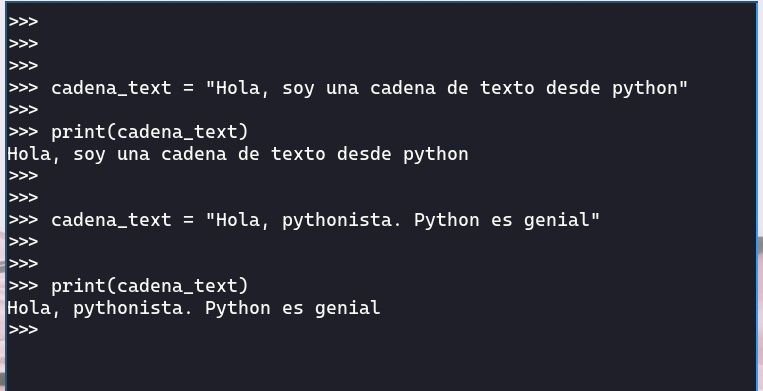 >>>
>>>
>>>
>>> cadena_text = "Hola, soy una cadena de texto desde python"
>>>
>>> print(cadena_text)
Hola, soy una cadena de texto desde python
>>>
>>>
>>> cadena_text = "Hola, pythonista. Python es genial"
>>>
>>>
>>> print(cadena_text)
Hola, pythonista. Python es genial
>>>